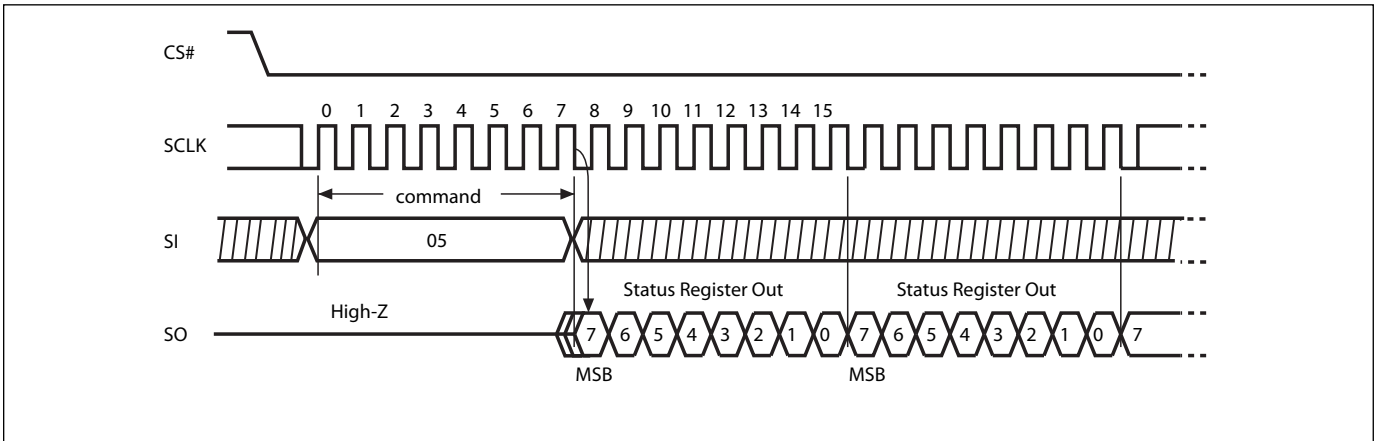 CS#
0 1 2 3 4 5 6 7 8 9 10 11 12 13 14 15
SCLK
command
SI
05
Status Register Out Status Register Out
High-Z
SO
7 6 5 4 3 2 1 0 7 6 5 4 3 2 1 0 7
MSB MSB